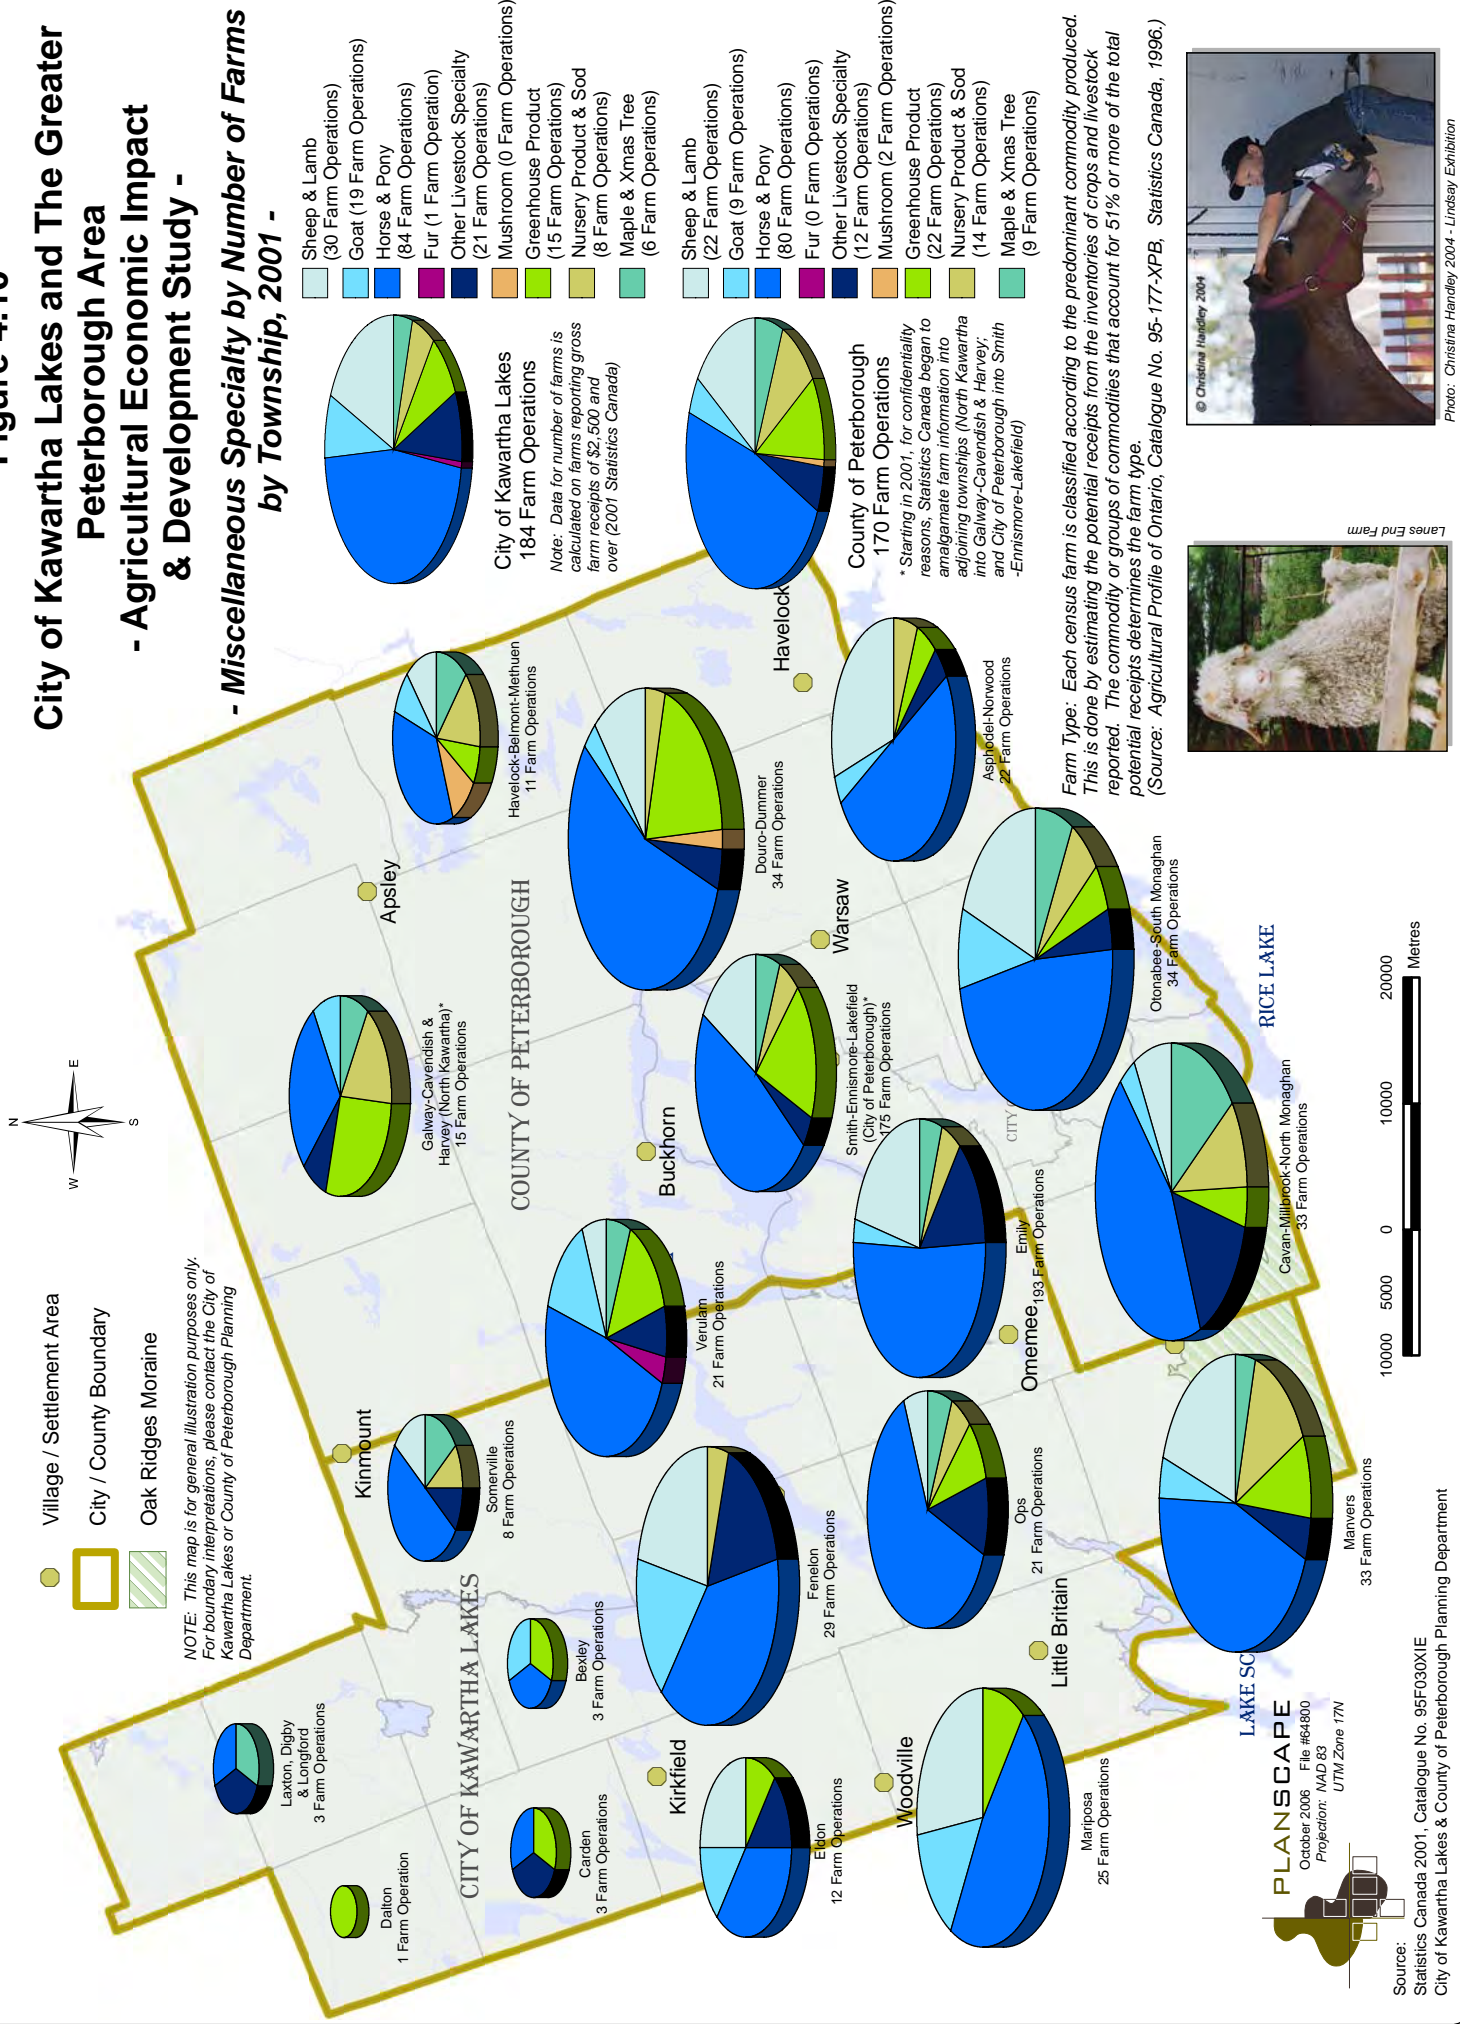 City of Kawartha Lakes and The Greater
Peterborough Area
- Agricultural Economic Impact
& Development Study -
- Miscellaneous Specialty by Number of Farms
by Township, 2001 -
Village / Settlement Area
City / County Boundary
Oak Ridges Moraine
NOTE: This map is for general illustration purposes only.
For boundary interpretations, please contact the City of
Kawartha Lakes or County of Peterborough Planning
Department.
N
E
S
W
Sheep & Lamb
(30 Farm Operations)
Goat (19 Farm Operations)
Horse & Pony
(84 Farm Operations)
Fur (1 Farm Operation)
Other Livestock Specialty
(21 Farm Operations)
Mushroom (0 Farm Operations)
Greenhouse Product
(15 Farm Operations)
Nursery Product & Sod
(8 Farm Operations)
Maple & Xmas Tree
(6 Farm Operations)
City of Kawartha Lakes
184 Farm Operations
Note: Data for number of farms is
calculated on farms reporting gross
farm receipts of $2,500 and
over (2001 Statistics Canada)
Sheep & Lamb
(22 Farm Operations)
Goat (9 Farm Operations)
Horse & Pony
(80 Farm Operations)
Fur (0 Farm Operations)
Other Livestock Specialty
(12 Farm Operations)
Mushroom (2 Farm Operations)
Greenhouse Product
(22 Farm Operations)
Nursery Product & Sod
(14 Farm Operations)
Maple & Xmas Tree
(9 Farm Operations)
County of Peterborough
170 Farm Operations
* Starting in 2001, for confidentiality
reasons, Statistics Canada began to
amalgamate farm information into
adjoining townships (North Kawartha
into Galway-Cavendish & Harvey;
and City of Peterborough into Smith
-Ennismore-Lakefield)
Dalton
1 Farm Operation
Laxton, Digby
& Longford
3 Farm Operations
Carden
3 Farm Operations
Bexley
3 Farm Operations
Somerville
8 Farm Operations
Galway-Cavendish &
Harvey (North Kawartha)*
15 Farm Operations
Havelock-Belmont-Methuen
11 Farm Operations
Verulam
21 Farm Operations
Douro-Dummer
34 Farm Operations
Fenelon
29 Farm Operations
Eldon
12 Farm Operations
Smith-Ennismore-Lakefield
(City of Peterborough)*
175 Farm Operations
Asphodel-Norwood
22 Farm Operations
Emily
193 Farm Operations
Ops
21 Farm Operations
Mariposa
25 Farm Operations
Otonabee-South Monaghan
34 Farm Operations
Cavan-Millbrook-North Monaghan
33 Farm Operations
Manvers
33 Farm Operations
Kinmount
Apsley
Buckhorn
Havelock
Warsaw
Kirkfield
Woodville
Little Britain
Omemee
CITY OF KAWARTHA LAKES
COUNTY OF PETERBOROUGH
CITY
RICE LAKE
LAKE SC
10000 5000 0 10000 20000
Metres
Farm Type: Each census farm is classified according to the predominant commodity produced.
This is done by estimating the potential receipts from the inventories of crops and livestock
reported. The commodity or groups of commodities that account for 51% or more of the total
potential receipts determines the farm type.
(Source: Agricultural Profile of Ontario, Catalogue No. 95-177-XPB, Statistics Canada, 1996.)
Lanes End Farm
© Christina Handley 2004
Photo: Christina Handley 2004 - Lindsay Exhibition
PLANSCAPE
October 2006 File #64800
Projection: NAD 83
UTM Zone 17N
Source:
Statistics Canada 2001, Catalogue No. 95F030XIE
City of Kawartha Lakes & County of Peterborough Planning Department